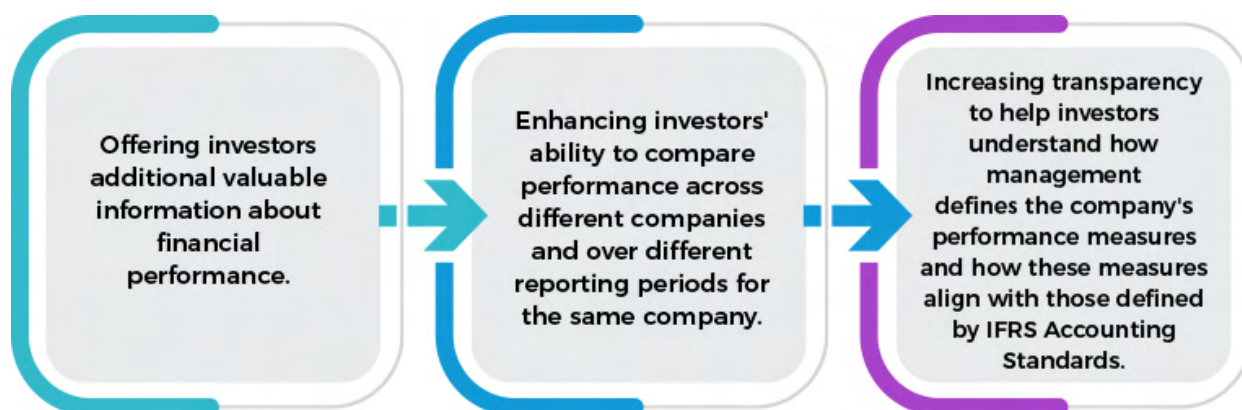 Offering investors
additional valuable
information about
financial
performance.
Enhancing investors'
ability to compare
performance across
different companies
and over different
reporting periods for
the same company.
Increasing transparency
to help investors
understand how
management
defines the company's
performance measures
and how these measures
align with those defined
by IFRS Accounting
Standards.